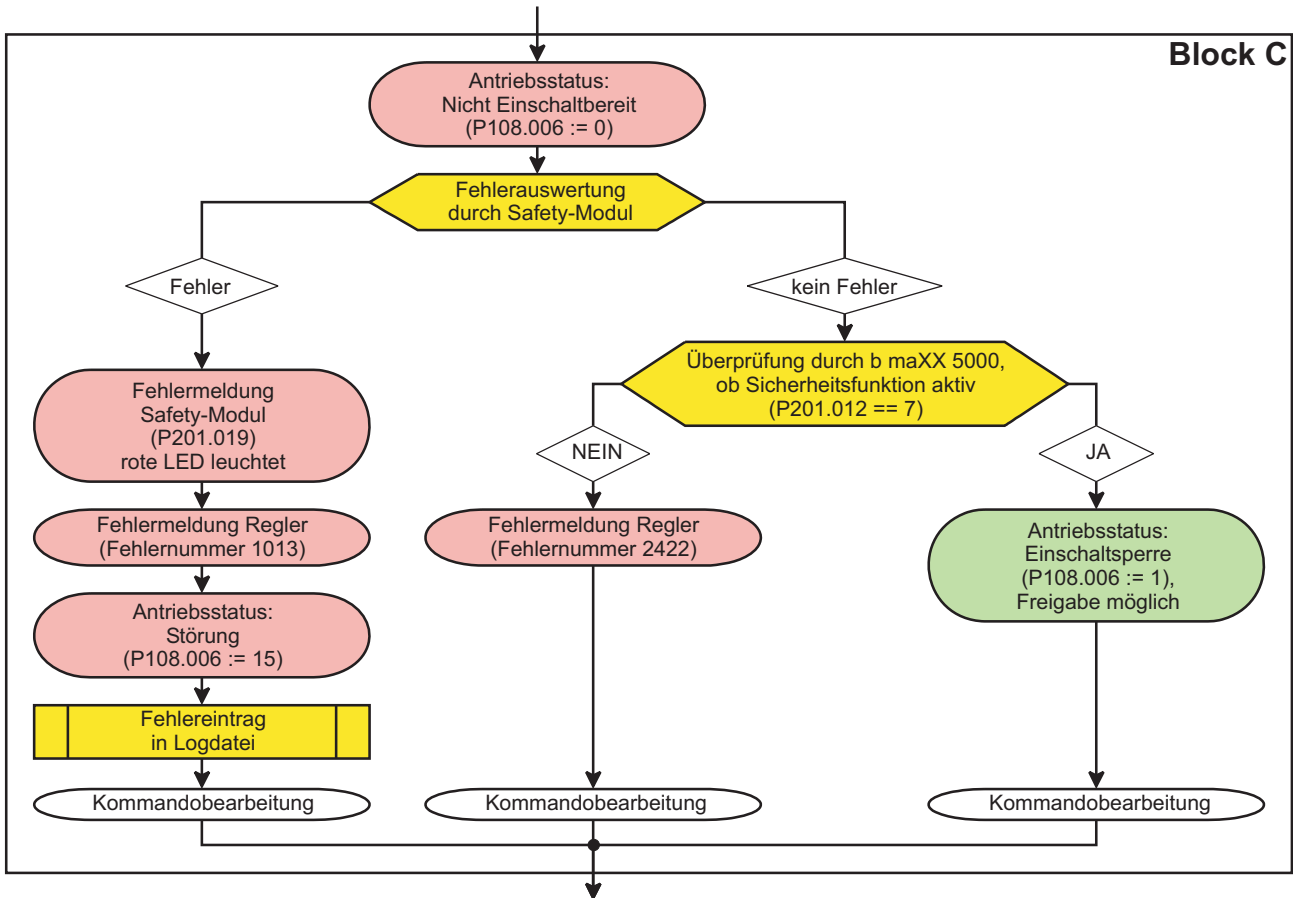 Block C
Antriebsstatus:
Nicht Einschaltbereit
(P108.006 := 0)
Fehlerauswertung
durch Safety-Modul
Fehler
kein Fehler
Fehlermeldung
Safety-Modul
(P201.019)
rote LED leuchtet
Fehlermeldung Regler
(Fehlernummer 1013)
Antriebsstatus:
Störung
(P108.006 := 15)
Fehlereintrag
in Logdatei
Kommandobearbeitung
Überprüfung durch b maXX 5000,
ob Sicherheitsfunktion aktiv
(P201.012 == 7)
NEIN
JA
Fehlermeldung Regler
(Fehlernummer 2422)
Kommandobearbeitung
Antriebsstatus:
Einschaltsperre
(P108.006 := 1),
Freigabe möglich
Kommandobearbeitung